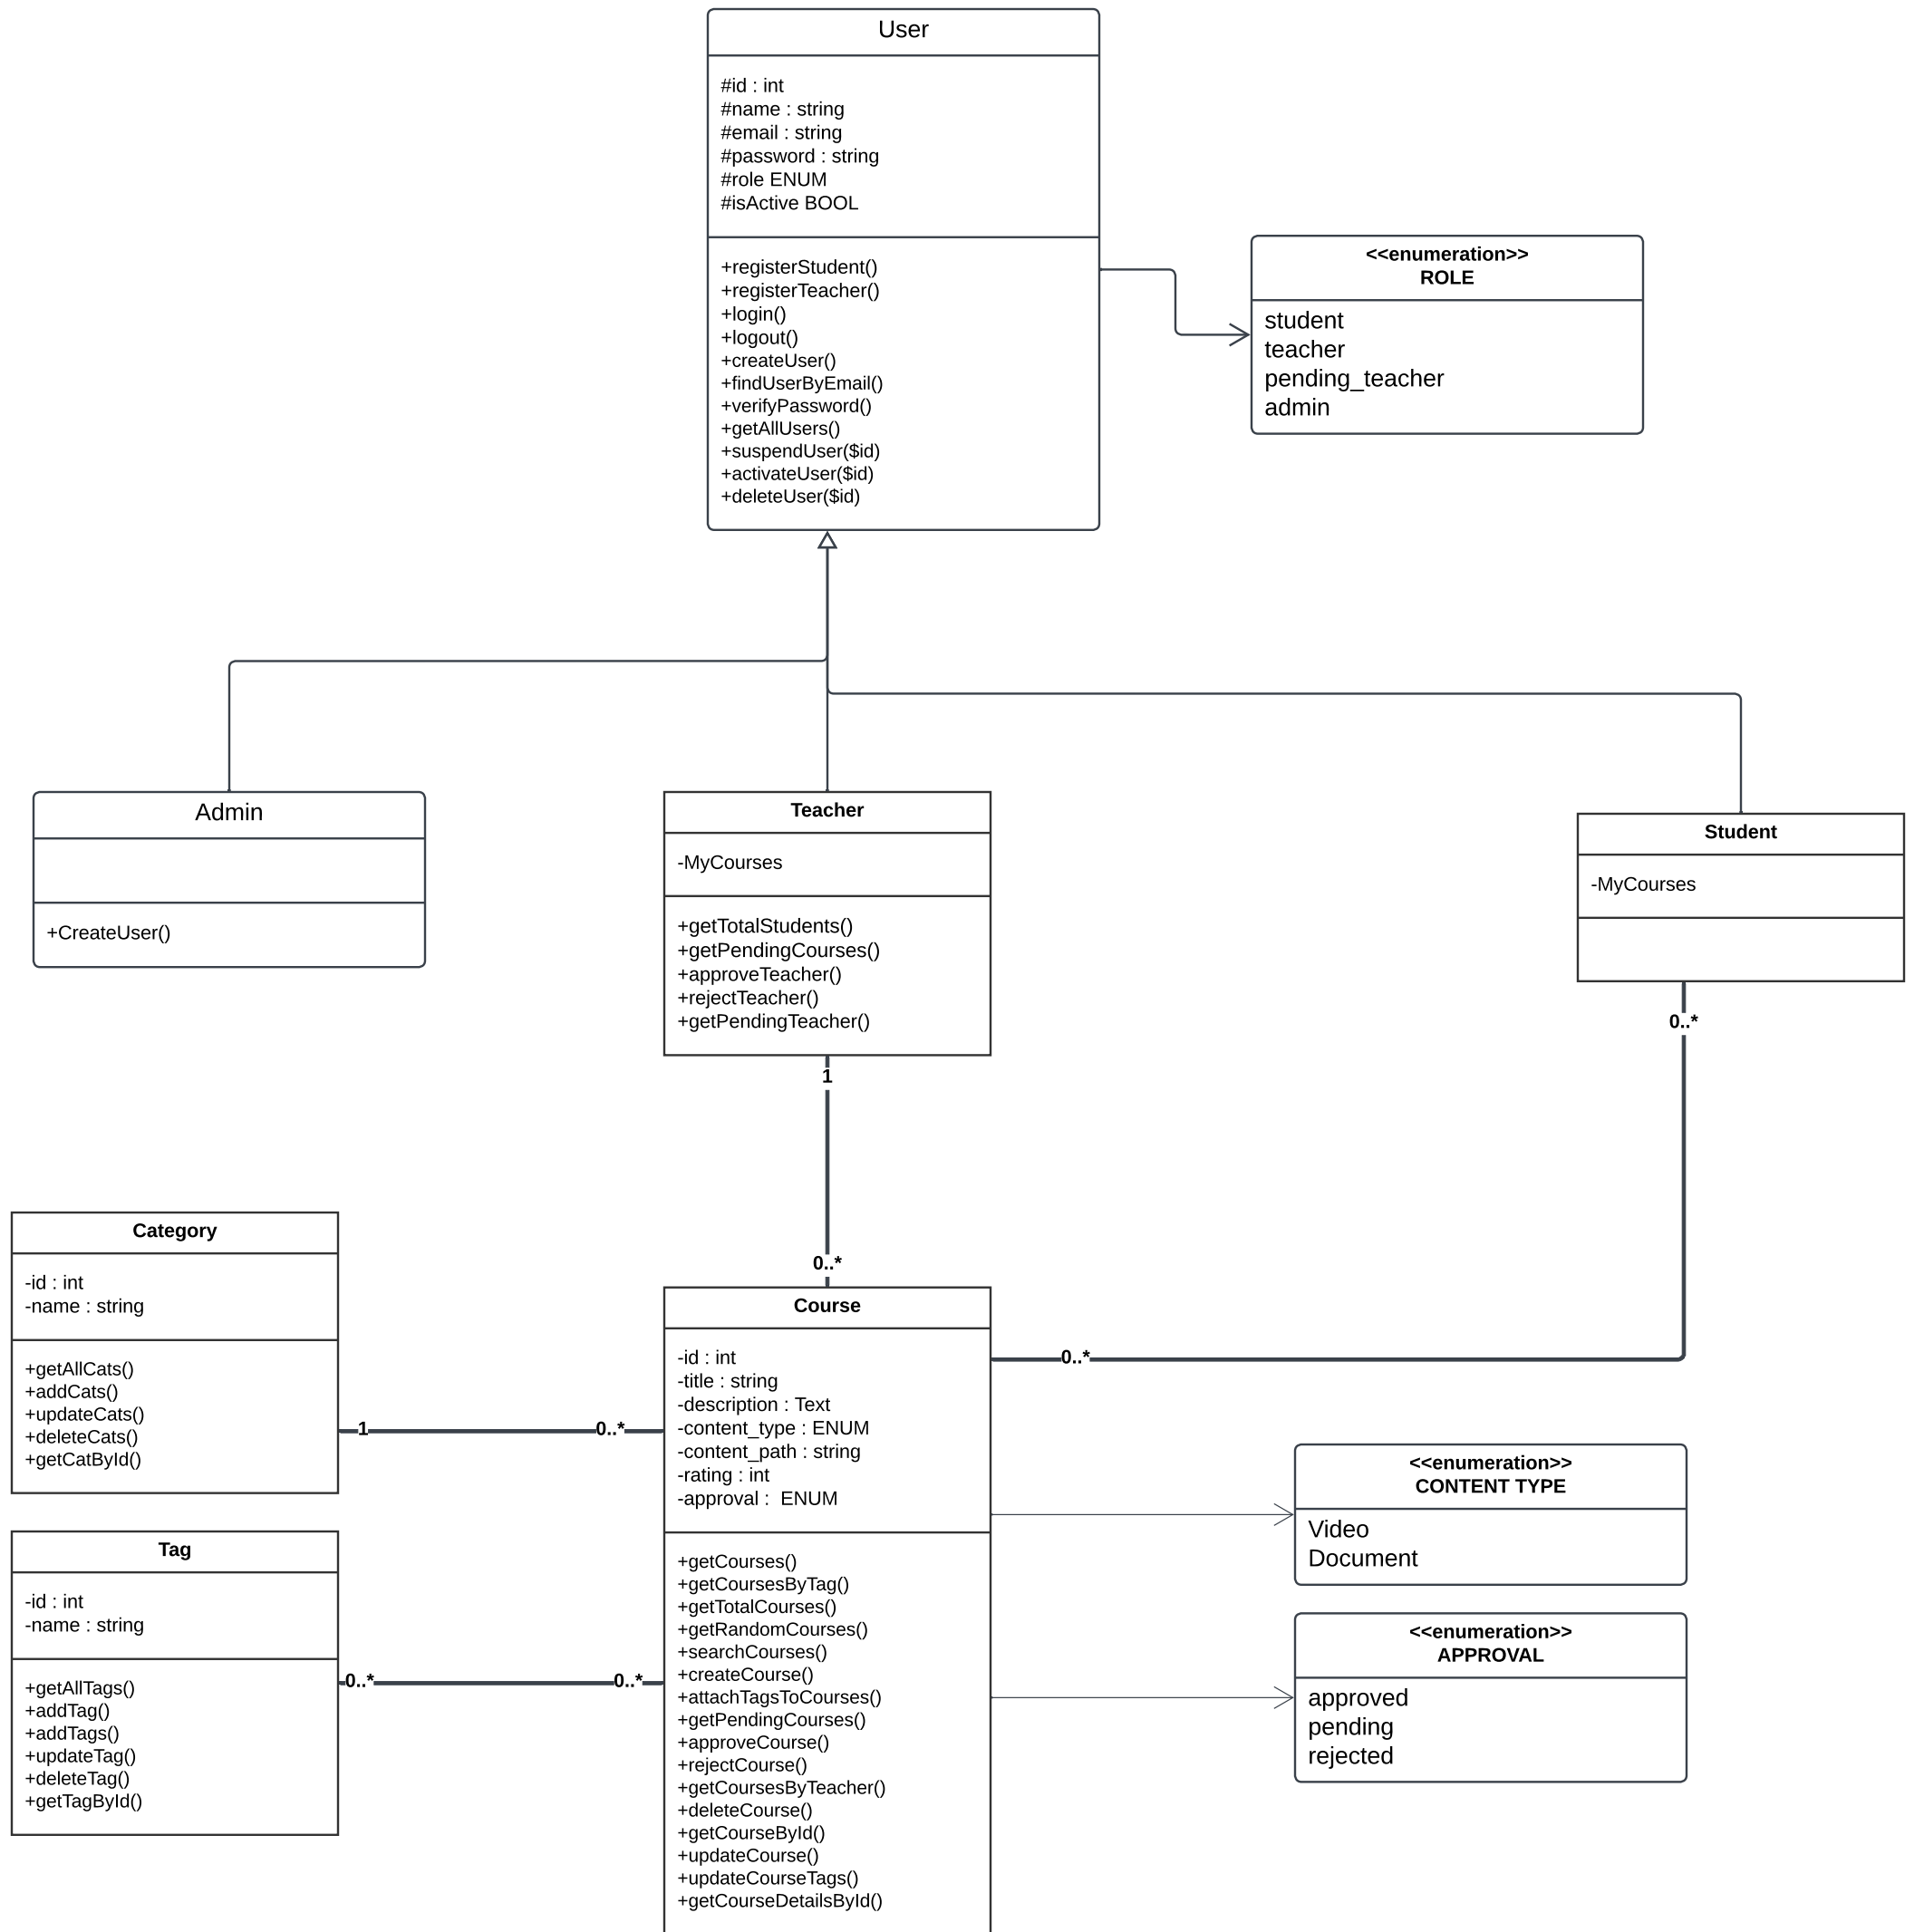 User
#id : int
#name : string
#email : string
#password : string
#role ENUM
#isActive BOOL
+registerStudent()
+registerTeacher()
+login()
+logout()
+createUser()
+findUserByEmail()
+verifyPassword()
+getAllUsers()
+suspendUser($id)
+activateUser($id)
+deleteUser($id)
<<enumeration>>
ROLE
student
teacher
pending_teacher
admin
Admin
+CreateUser()
Teacher
-MyCourses
+getTotalStudents()
+getPendingCourses()
+approveTeacher()
+rejectTeacher()
+getPendingTeacher()
Student
-MyCourses
0..*
1
0..*
0..*
Category
-id : int
-name : string
+getAllCats()
+addCats()
+updateCats()
+deleteCats()
+getCatById()
1
0..*
Tag
-id : int
-name : string
+getAllTags()
+addTag()
+addTags()
+updateTag()
+deleteTag()
+getTagById()
0..*
0..*
Course
-id : int
-title : string
-description : Text
-content_type : ENUM
-content_path : string
-rating : int
-approval :  ENUM
+getCourses()
+getCoursesByTag()
+getTotalCourses()
+getRandomCourses()
+searchCourses()
+createCourse()
+attachTagsToCourses()
+getPendingCourses()
+approveCourse()
+rejectCourse()
+getCoursesByTeacher()
+deleteCourse()
+getCourseById()
+updateCourse()
+updateCourseTags()
+getCourseDetailsById()
<<enumeration>>
CONTENT TYPE
Video
Document
<<enumeration>>
APPROVAL
approved
pending
rejected